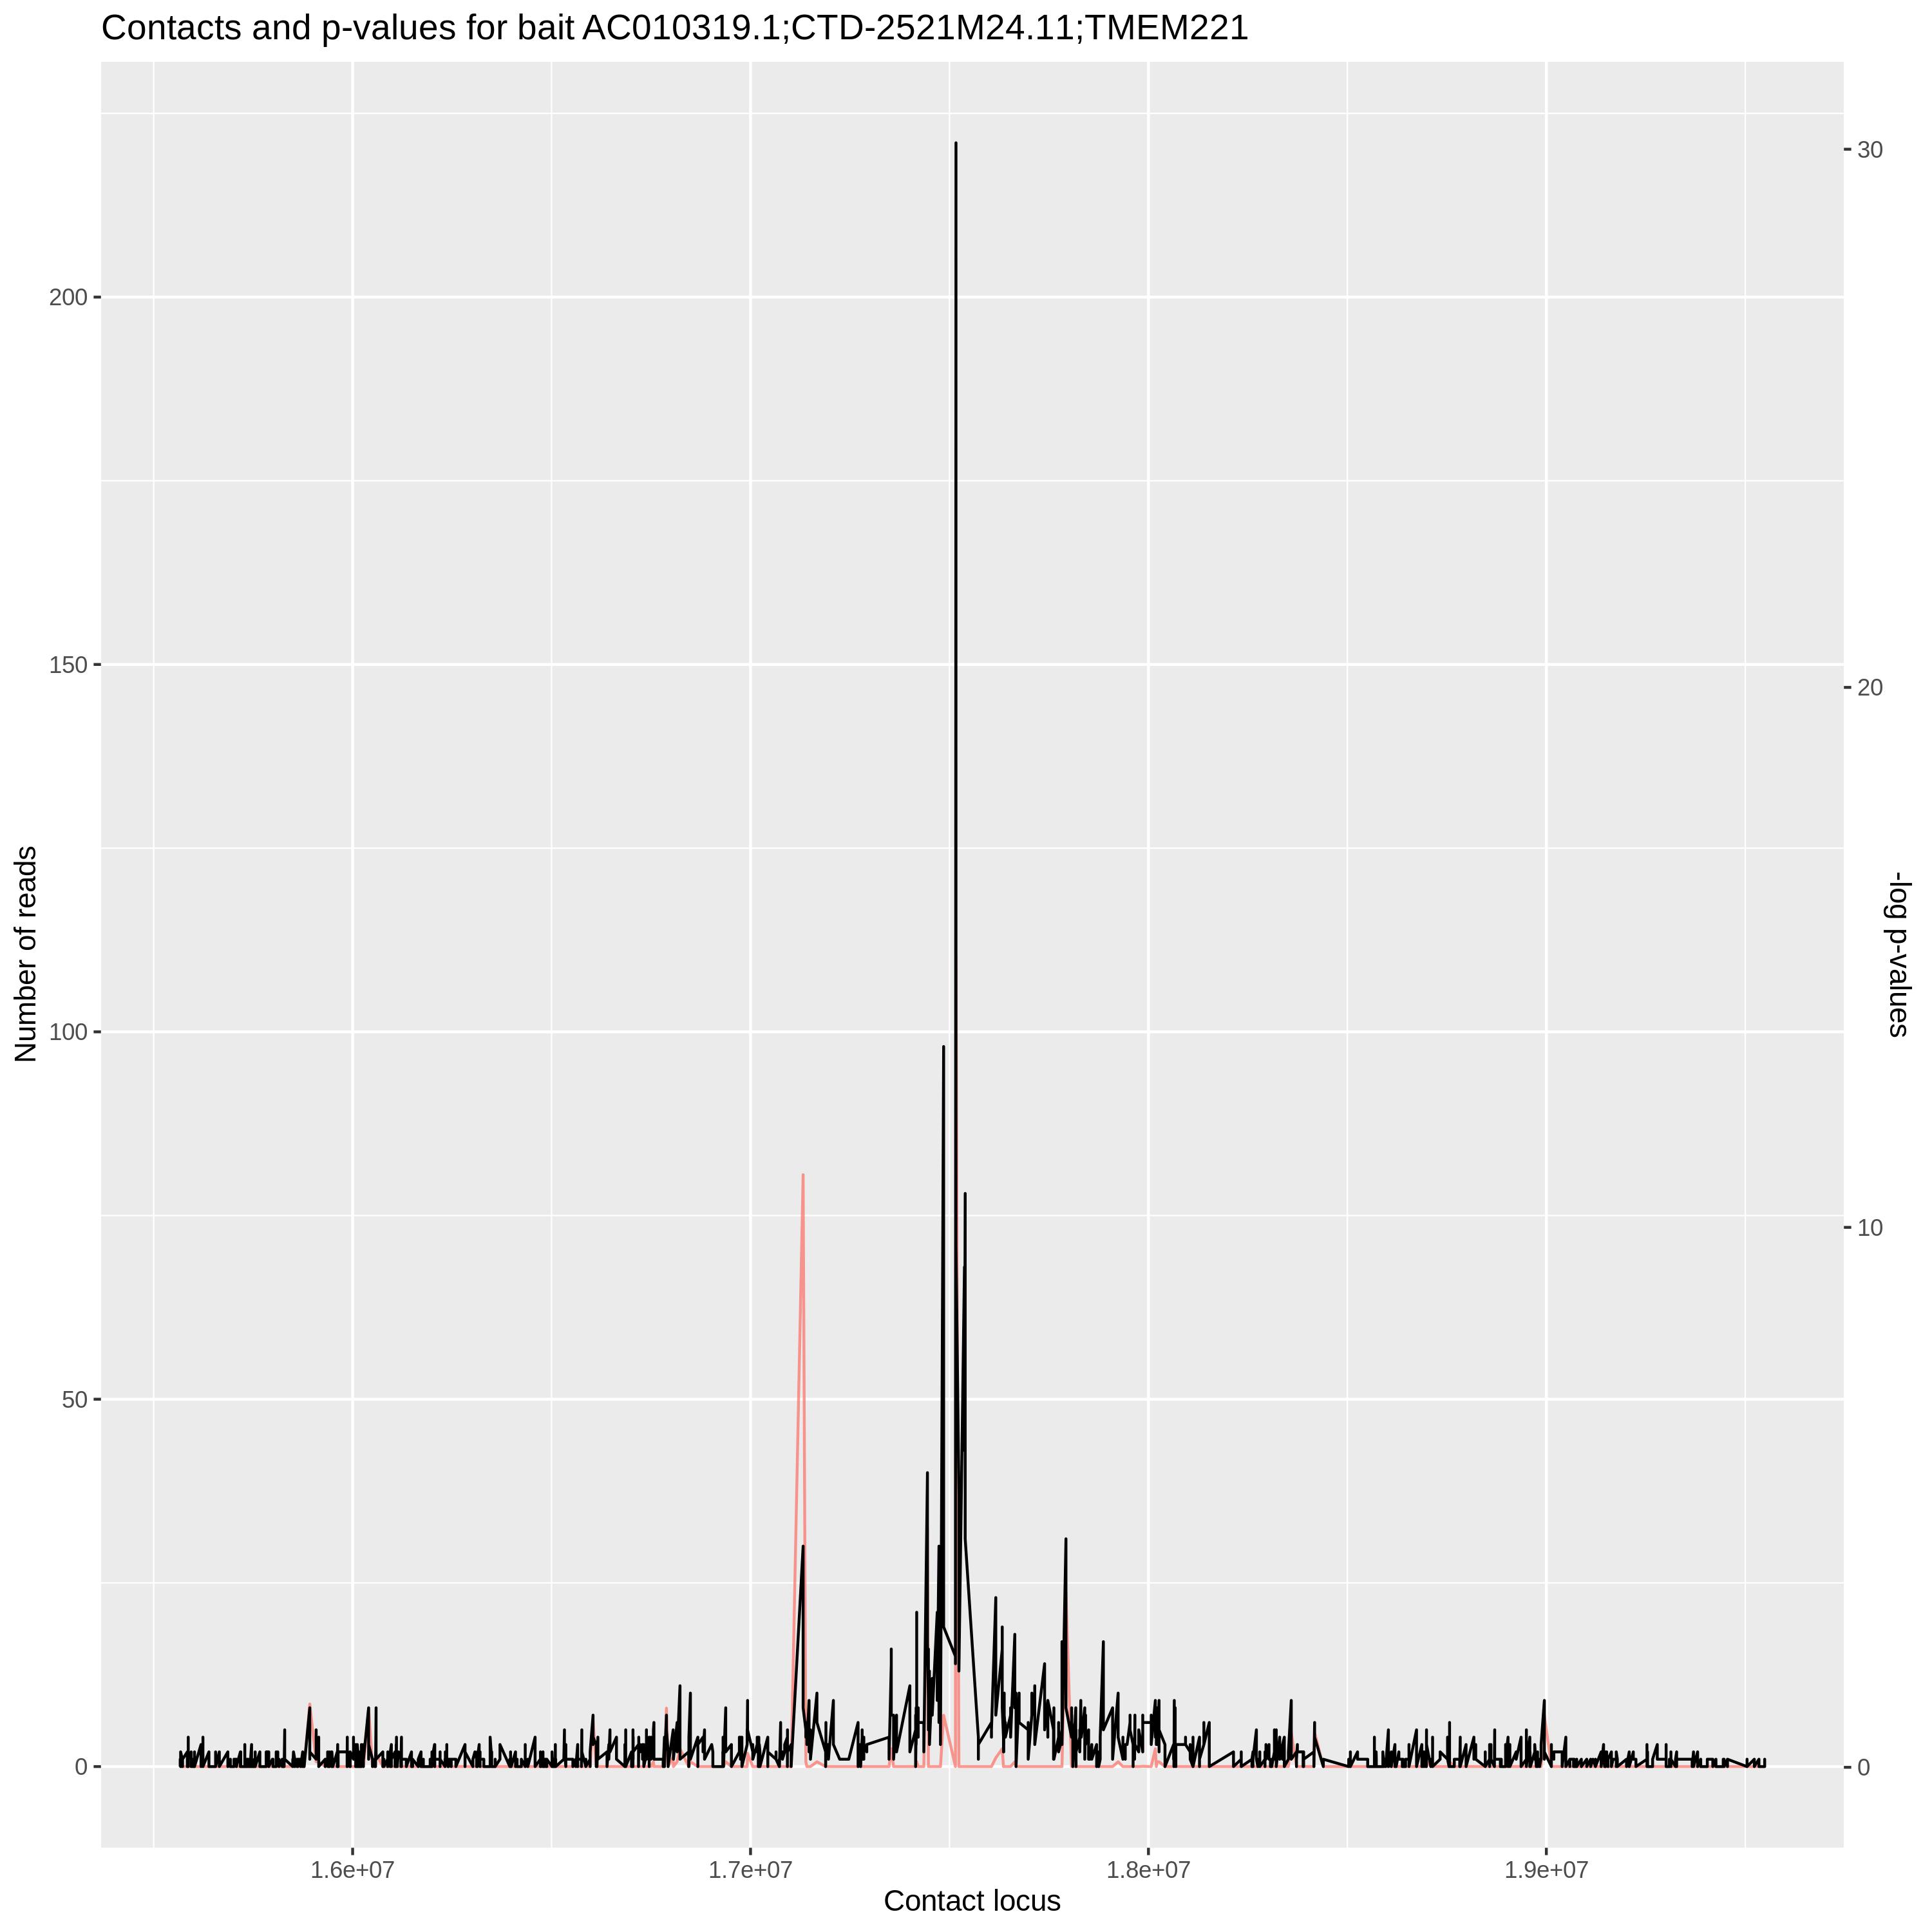 Contacts and p-values for bait AC010319.1;CTD-2521M24.11;TMEM221
200
150
100
50
0
30
20
10
0
Number of reads
-log p-values
1.6e+07
1.7e+07
1.8e+07
1.9e+07
Contact locus